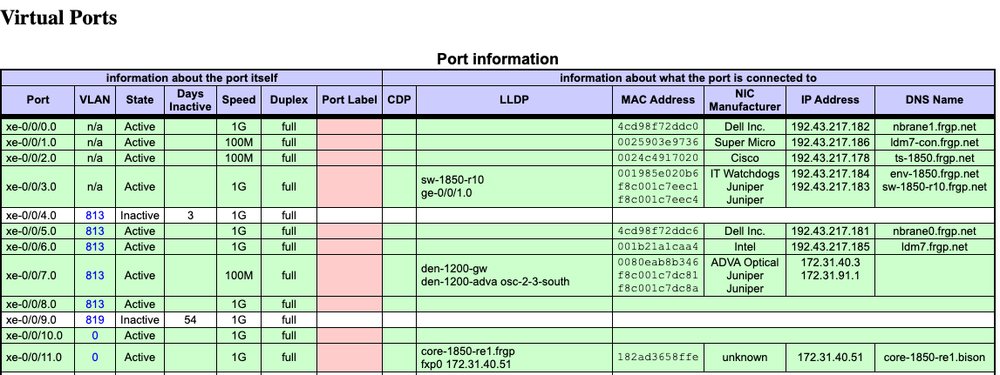 Virtual Ports
Port information
information about the port itself information about what the port is connected to
Port VLAN State Days Inactive Speed Duplex Port Label CDP LLDP MAC Address NIC Manufacturer IP Address DNS Name
xe-0/0/0.0 n/a Active 1G full 4cd98f72ddc0 Dell Inc. 192.43.217.182 nbrane1.frgp.net
xe-0/0/1.0 n/a Active 100M full 0025903e9736 Super Micro 192.43.217.186 ldm7-con.frgp.net
xe-0/0/2.0 n/a Active 100M full 0024c4917020 Cisco 192.43.217.178 ts-1850.frgp.net
xe-0/0/3.0 n/a Active 1G full sw-1850-r10 001985e020b6 IT Watchdogs 192.43.217.184 env-1850.frgp.net
ge-0/0/1.0 f8c001c7eec1 Juniper 192.43.217.183 sw-1850-r10.frgp.net
f8c001c7eec4 Juniper
xe-0/0/4.0 813 Inactive 3 1G full
xe-0/0/5.0 813 Active 1G full 4cd98f72ddc6 Dell Inc. 192.43.217.181 nbrane0.frgp.net
xe-0/0/6.0 813 Active 1G full 001b21a1caa4 Intel 192.43.217.185 ldm7.frgp.net
xe-0/0/7.0 813 Active 100M full den-1200-gw 0080eab8b346 ADVA Optical 172.31.40.3
den-1200-adva osc-2-3-south f8c001c7dc81 Juniper 172.31.91.1
f8c001c7dc8a Juniper
xe-0/0/8.0 813 Active 1G full
xe-0/0/9.0 819 Inactive 54 1G full
xe-0/0/10.0 0 Active 1G full
xe-0/0/11.0 0 Active 1G full core-1850-re1.frgp 182ad3658ffe unknown 172.31.40.51 core-1850-re1.bison
fxp0 172.31.40.51